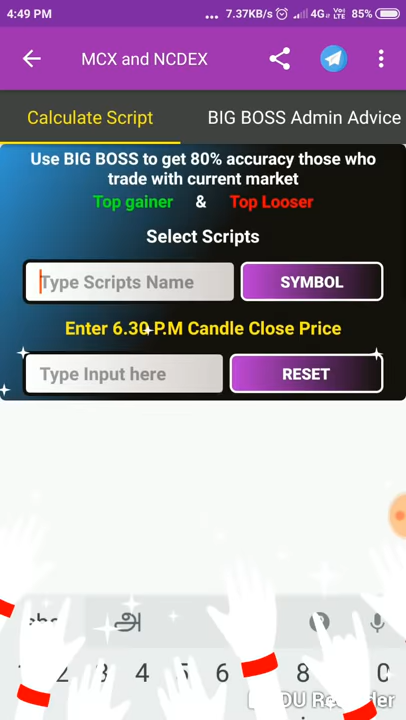 4:49 PM
... 7.37KB/s 4G Vo LTE 85%
MCX and NCDEX
Calculate Script
BIG BOSS Admin Advice
Use BIG BOSS to get 80% accuracy those who
trade with current market
Top gainer & Top Looser
Select Scripts
Type Scripts Name
SYMBOL
Enter 6.30 P.M Candle Close Price
Type Input here
RESET
அ
2 3 4 5 6 8 0
Recorder